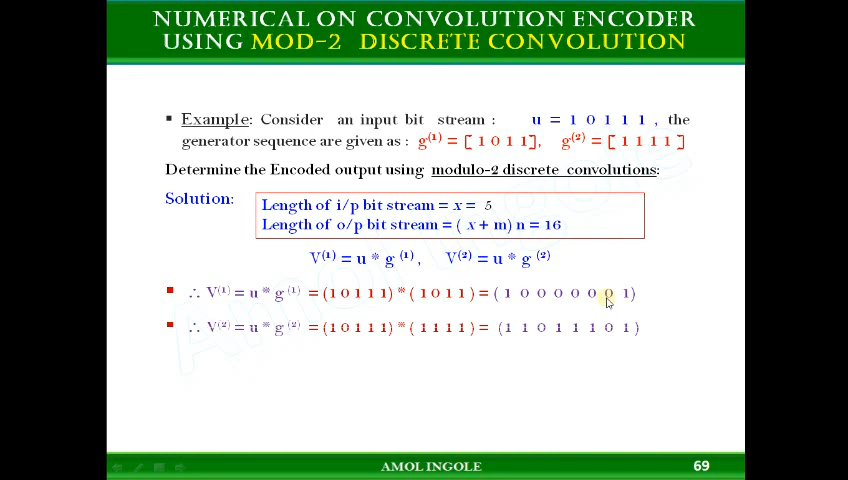 NUMERICAL ON CONVOLUTION ENCODER
USING MOD-2 DISCRETE CONVOLUTION
▪ Example: Consider an input bit stream : u = 1 0 1 1 1 , the
generator sequence are given as : g⁽¹⁾ = [ 1 0 1 1], g⁽²⁾ = [ 1 1 1 1 ]
Determine the Encoded output using modulo-2 discrete convolutions:
Solution:
Length of i/p bit stream = x = 5
Length of o/p bit stream = ( x + m) n = 16
V⁽¹⁾ = u * g ⁽¹⁾ , V⁽²⁾ = u * g ⁽²⁾
▪ ∴ V⁽¹⁾ = u * g ⁽¹⁾ = (1 0 1 1 1) * ( 1 0 1 1 ) = ( 1 0 0 0 0 0 0 1)
▪ ∴ V⁽²⁾ = u * g ⁽²⁾ = (1 0 1 1 1) * ( 1 1 1 1 ) = (1 1 0 1 1 1 0 1 )
Amol Ingole
AMOL INGOLE
69